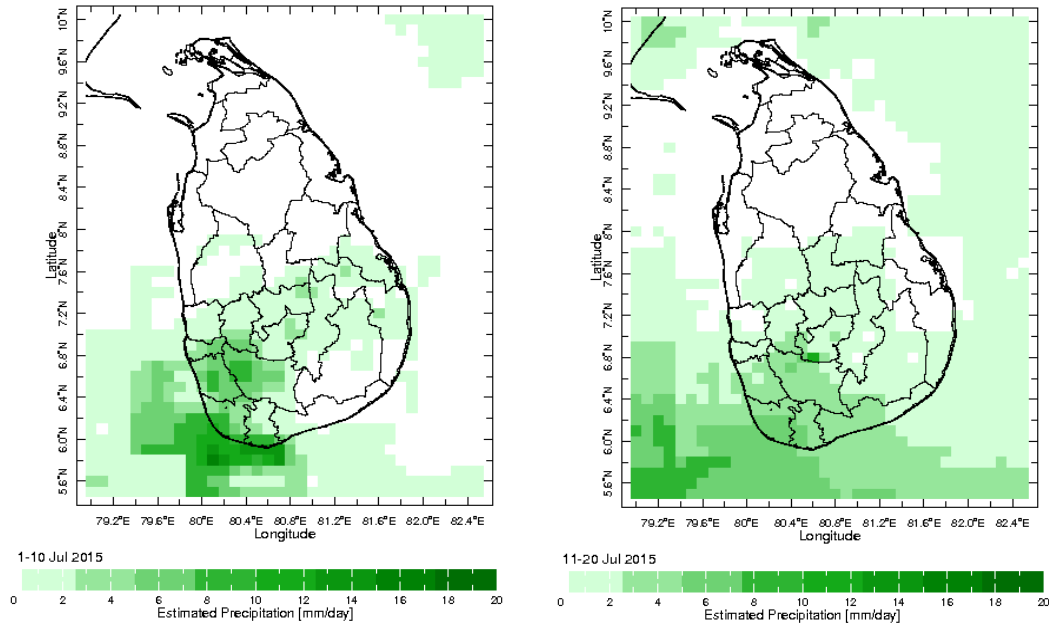 10°N
9.6°N
9.2°N
8.8°N
8.4°N
8°N
7.6°N
7.2°N
6.8°N
6.4°N
6.0°N
5.6°N
Latitude
79.2°E 79.6°E 80°E 80.4°E 80.8°E 81.2°E 81.6°E 82.0°E 82.4°E
Longitude
1-10 Jul 2015
0 2 4 6 8 10 12 14 16 18 20
Estimated Precipitation [mm/day]
10°N
9.6°N
9.2°N
8.8°N
8.4°N
8°N
7.6°N
7.2°N
6.8°N
6.4°N
6.0°N
5.6°N
Latitude
79.2°E 79.6°E 80°E 80.4°E 80.8°E 81.2°E 81.6°E 82.0°E 82.4°E
Longitude
11-20 Jul 2015
0 2 4 6 8 10 12 14 16 18 20
Estimated Precipitation [mm/day]